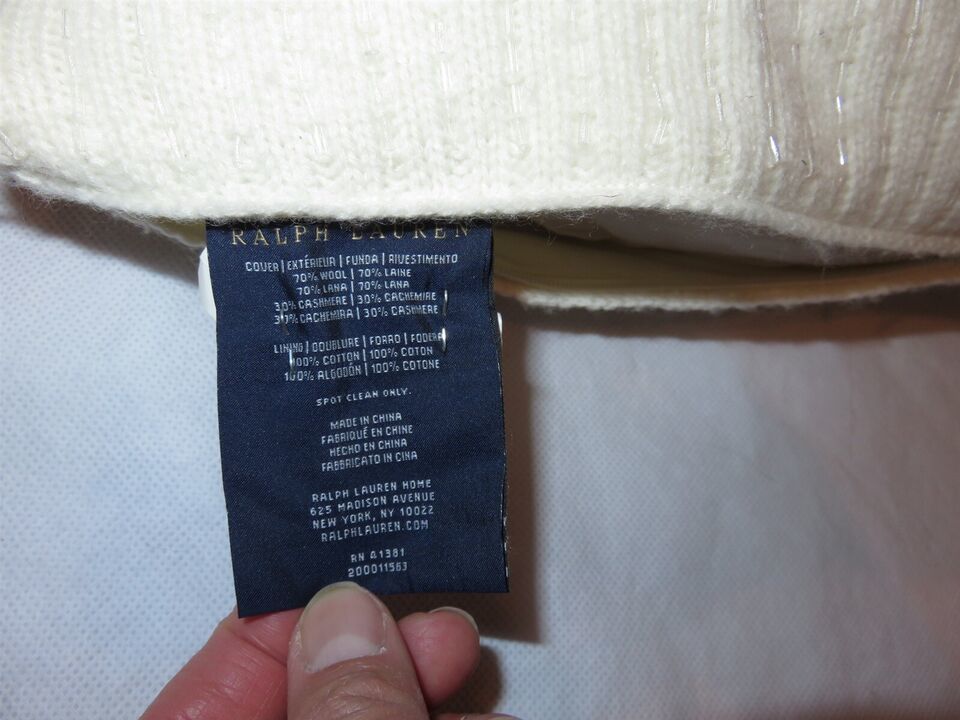 RALPH LAUREN
COVER | EXTÉRIEUR | FUNDA | RIVESTIMENTO
70% WOOL | 70% LAINE
70% LANA | 70% LANA
30% CASHMERE | 30% CACHEMIRE
30% CACHEMIRA | 30% CASHMERE
LINING | DOUBLURE | FORRO | FODERA
100% COTTON | 100% COTON
100% ALGODÓN | 100% COTONE
SPOT CLEAN ONLY.
MADE IN CHINA
FABRIQUÉ EN CHINE
HECHO EN CHINA
FABBRICATO IN CINA
RALPH LAUREN HOME
625 MADISON AVENUE
NEW YORK, NY 10022
RALPHLAUREN.COM
RN 41381
200011563